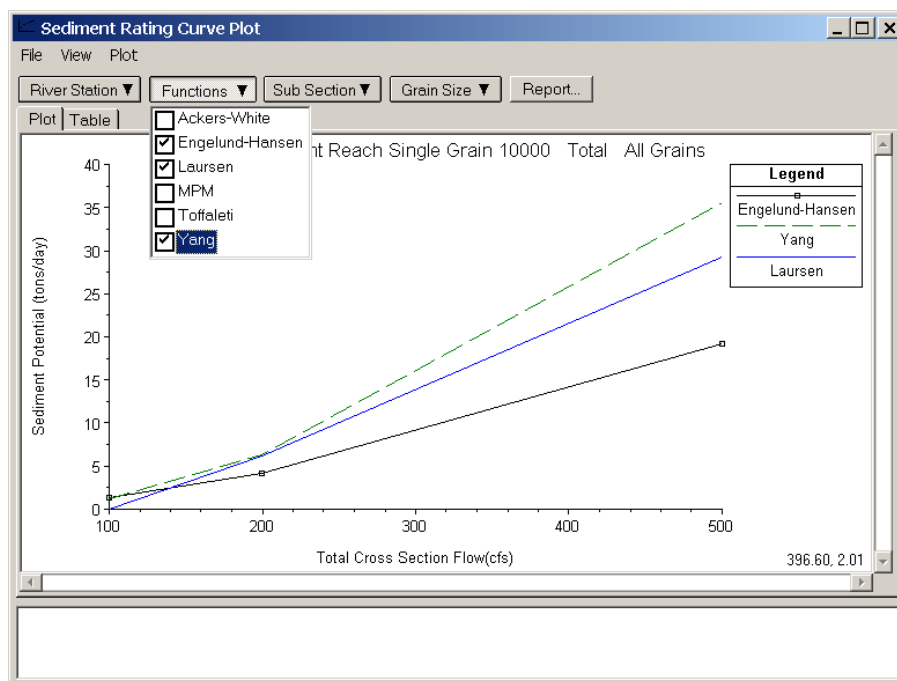 Sediment Rating Curve Plot
File View Plot
River Station ▼ Functions ▼ Sub Section ▼ Grain Size ▼ Report...
Plot Table
Ackers-White
Engelund-Hansen
Laursen
MPM
Toffaleti
Yang
nt Reach Single Grain 10000 Total All Grains
Legend
Engelund-Hansen
Yang
Laursen
Sediment Potential (tons/day)
40
35
30
25
20
15
10
5
0
100 200 300 400 500
Total Cross Section Flow(cfs)
396.60, 2.01